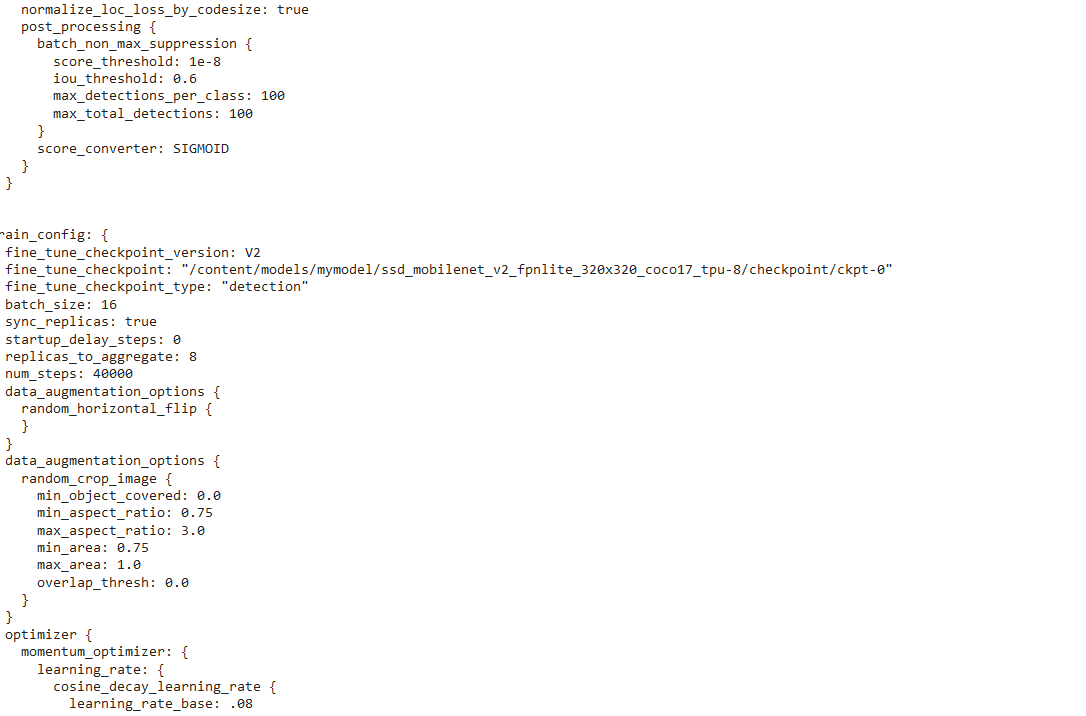 normalize_loc_loss_by_codesize: true
post_processing {
batch_non_max_suppression {
score_threshold: 1e-8
iou_threshold: 0.6
max_detections_per_class: 100
max_total_detections: 100
}
score_converter: SIGMOID
}
}
rain_config: {
fine_tune_checkpoint_version: V2
fine_tune_checkpoint: "/content/models/mymodel/ssd_mobilenet_v2_fpnlite_320x320_coco17_tpu-8/checkpoint/ckpt-0"
fine_tune_checkpoint_type: "detection"
batch_size: 16
sync_replicas: true
startup_delay_steps: 0
replicas_to_aggregate: 8
num_steps: 40000
data_augmentation_options {
random_horizontal_flip {
}
}
data_augmentation_options {
random_crop_image {
min_object_covered: 0.0
min_aspect_ratio: 0.75
max_aspect_ratio: 3.0
min_area: 0.75
max_area: 1.0
overlap_thresh: 0.0
}
}
optimizer {
momentum_optimizer: {
learning_rate: {
cosine_decay_learning_rate {
learning_rate_base: .08